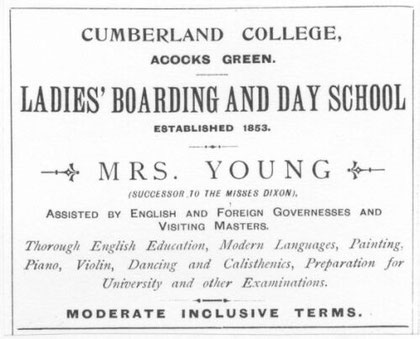 CUMBERLAND COLLEGE,
ACOCKS GREEN.
LADIES' BOARDING AND DAY SCHOOL
ESTABLISHED 1853.
MRS. YOUNG
(SUCCESSOR TO THE MISSES DIXON),
ASSISTED BY ENGLISH AND FOREIGN GOVERNESSES AND
VISITING MASTERS.
Thorough English Education, Modern Languages, Painting,
Piano, Violin, Dancing and Calisthenics, Preparation for
University and other Examinations.
MODERATE INCLUSIVE TERMS.